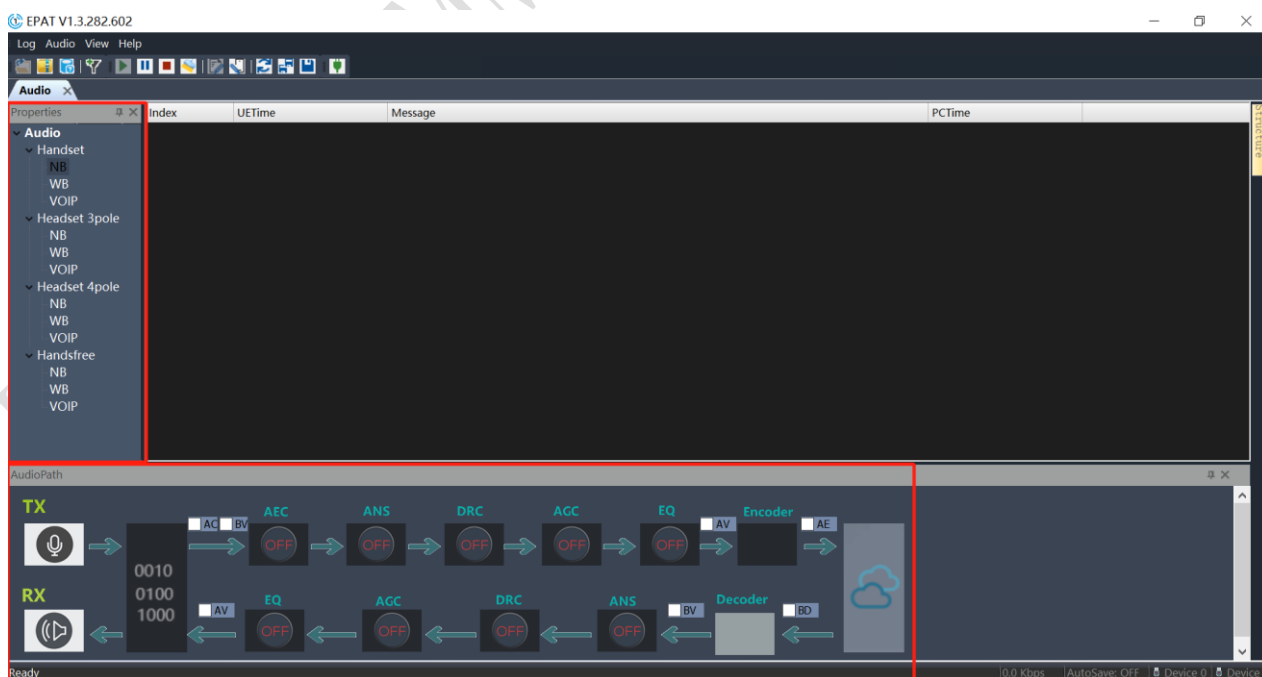 EPAT V1.3.282.602
Log Audio View Help
Audio
Properties
Index UETime Message PCTime
Structure
Audio
Handset
NB
WB
VOIP
Headset 3pole
NB
WB
VOIP
Headset 4pole
NB
WB
VOIP
Handsfree
NB
WB
VOIP
AudioPath
TX
AC BV AEC ANS DRC AGC EQ AV Encoder AE
OFF OFF OFF OFF OFF
0010
0100
1000
RX
AV EQ AGC DRC ANS BV Decoder BD
OFF OFF OFF OFF
Ready 0.0 Kbps AutoSave: OFF Device 0 Device